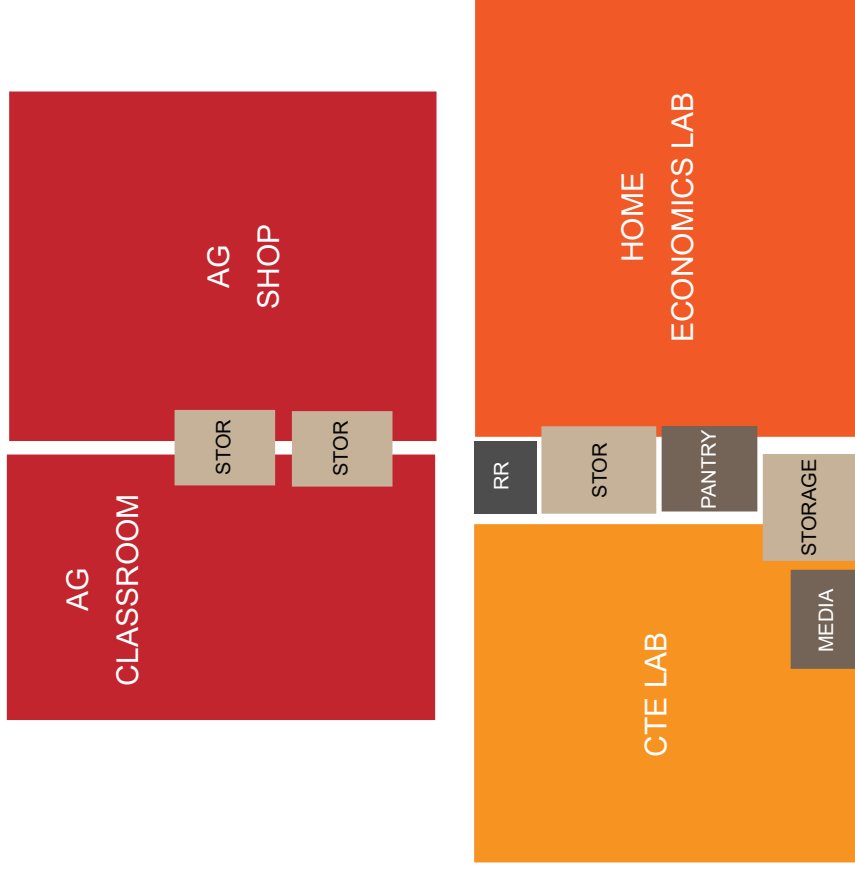 AG
SHOP
HOME
ECONOMICS LAB
STOR
STOR
RR
STOR
PANTRY
STORAGE
AG
CLASSROOM
CTE LAB
MEDIA